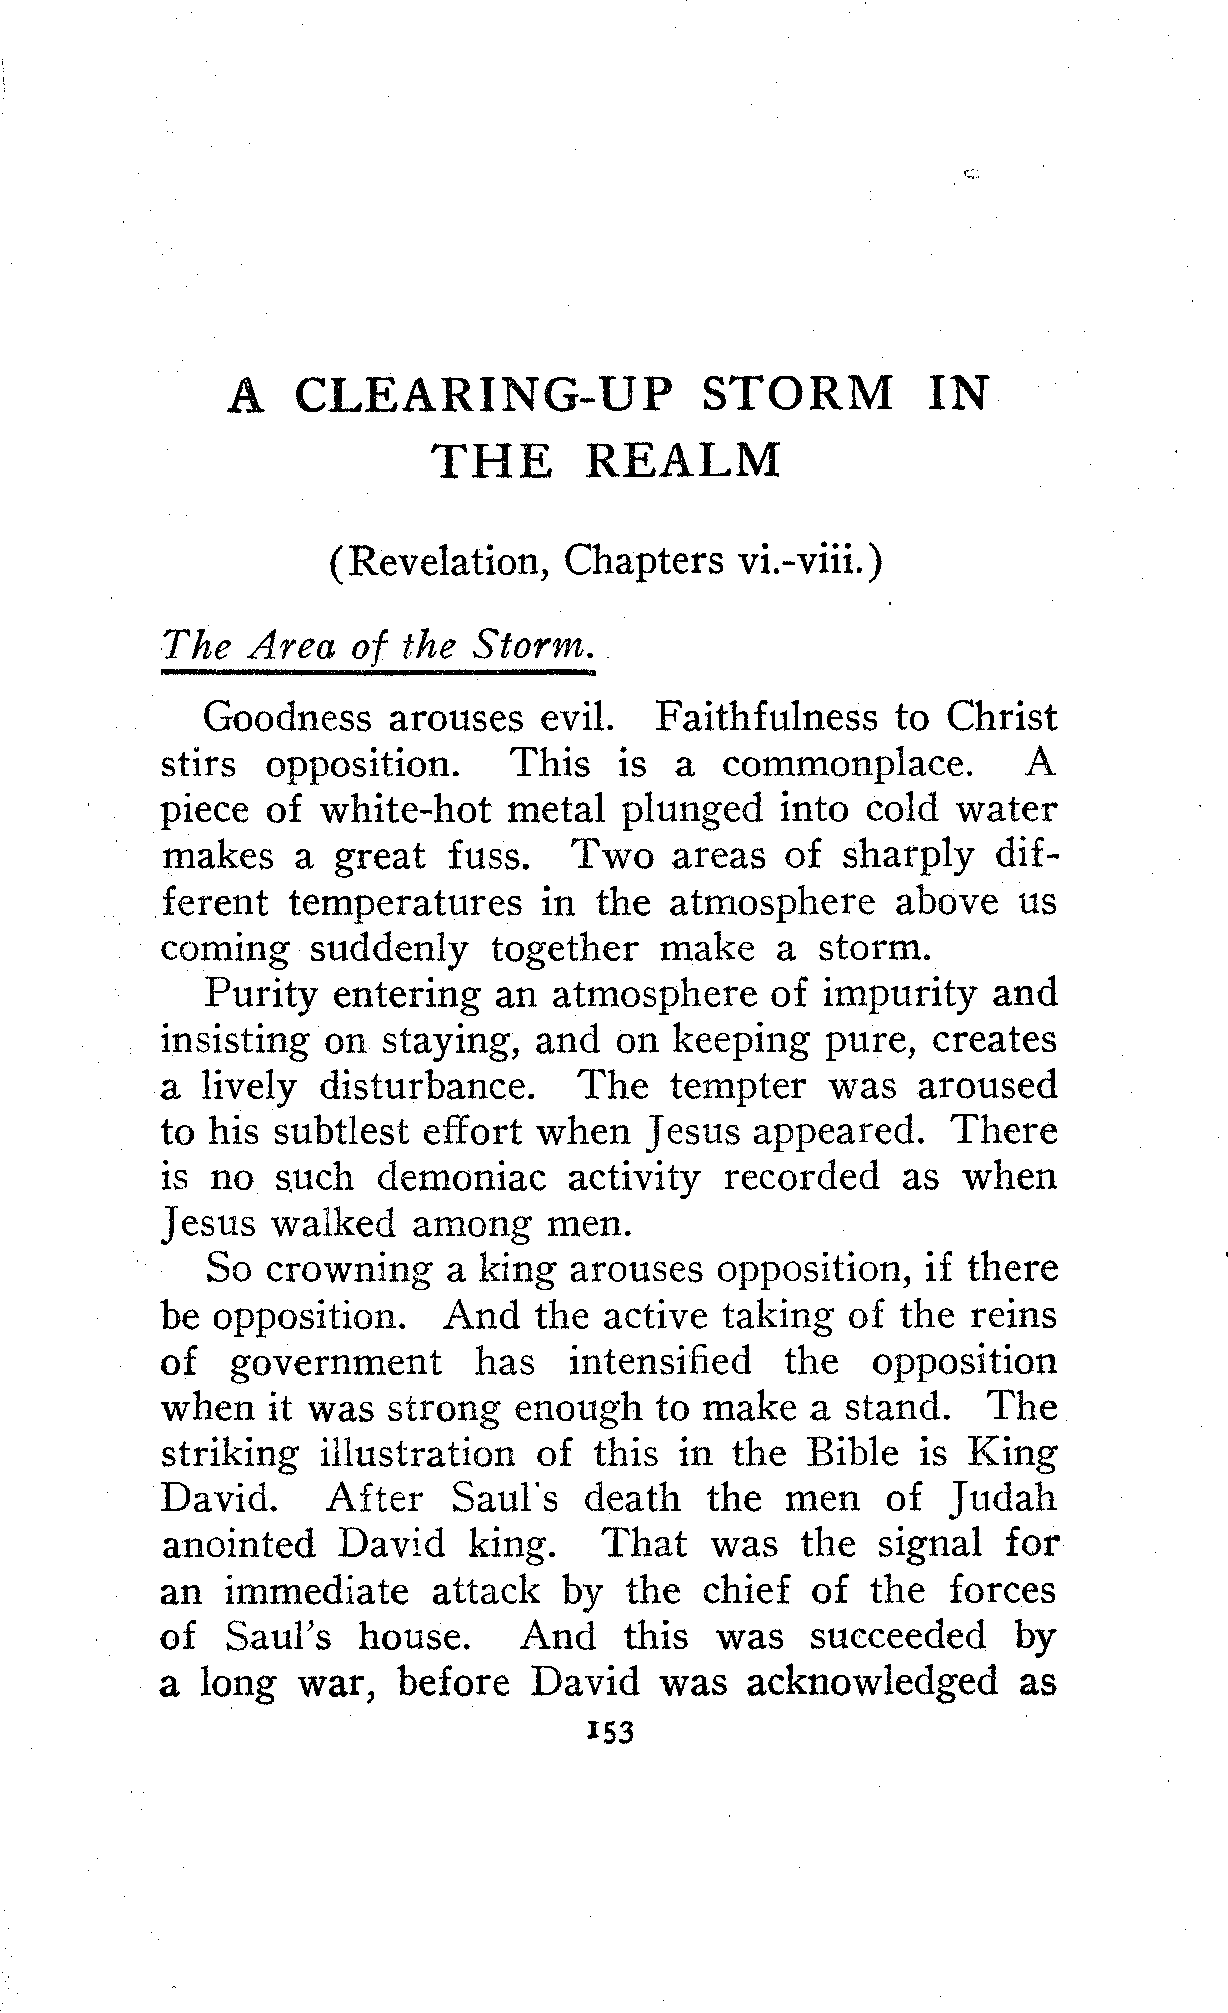 A CLEARING-UP STORM IN
THE REALM
(Revelation, Chapters vi.-viii.)
The Area of the Storm.
Goodness arouses evil. Faithfulness to Christ
stirs opposition. This is a commonplace. A
piece of white-hot metal plunged into cold water
makes a great fuss. Two areas of sharply dif-
ferent temperatures in the atmosphere above us
coming suddenly together make a storm.
Purity entering an atmosphere of impurity and
insisting on staying, and on keeping pure, creates
a lively disturbance. The tempter was aroused
to his subtlest effort when Jesus appeared. There
is no such demoniac activity recorded as when
Jesus walked among men.
So crowning a king arouses opposition, if there
be opposition. And the active taking of the reins
of government has intensified the opposition
when it was strong enough to make a stand. The
striking illustration of this in the Bible is King
David. After Saul's death the men of Judah
anointed David king. That was the signal for
an immediate attack by the chief of the forces
of Saul's house. And this was succeeded by
a long war, before David was acknowledged as
153